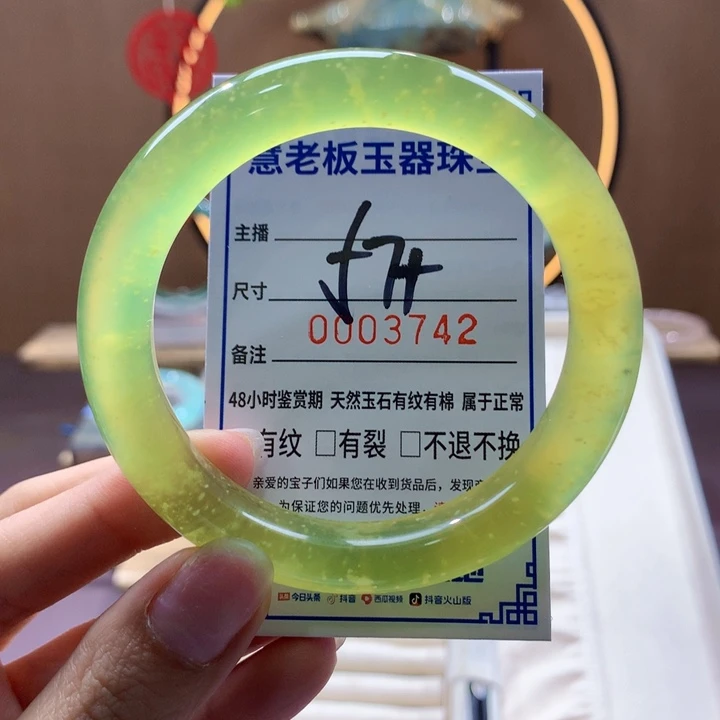 慧老板玉器珠宝
主播
f74
尺寸
0003742
备注
48小时鉴赏期 天然玉石有纹有棉 属于正常
有纹 □有裂 □不退不换
亲爱的宝子们如果您在收到货品后，发现
为保证您的问题优先处理，
今日头条 抖音 西瓜视频 抖音火山版